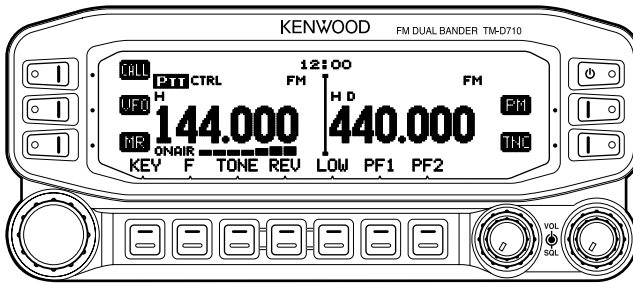 KENWOOD FM DUAL BANDER TM-D710
12:00
CALL PTT CTRL FM FM
VFO H 144.000 H D 440.000 PM
MR ONAIR TNC
KEY F TONE REV LOW PF1 PF2
VOL
SQL